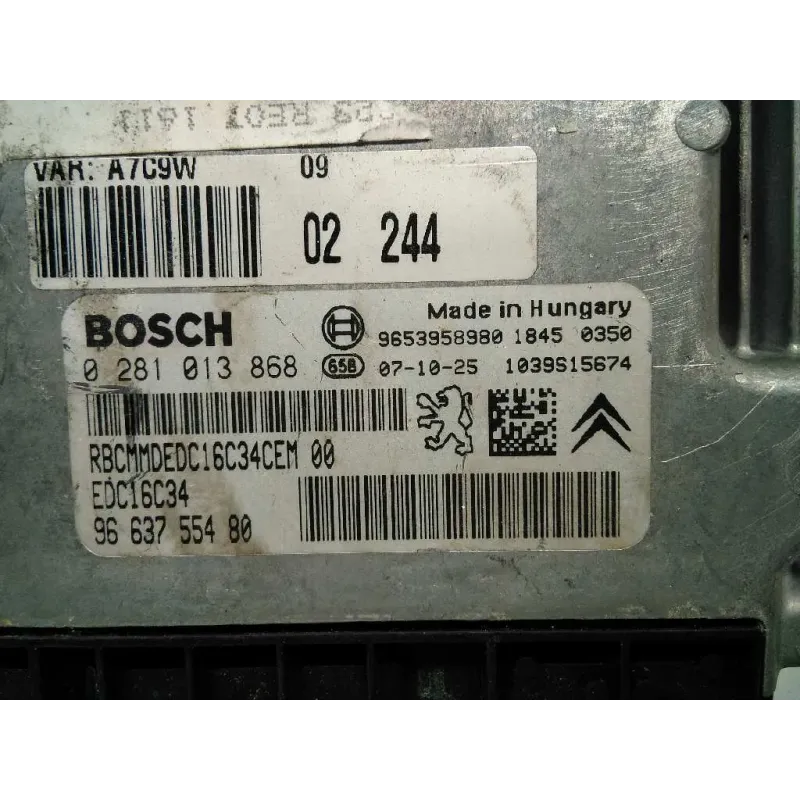 VAR: A7C9W 09
02 244
BOSCH Made in Hungary
9653958980 1845 0350
0 281 013 868 658 07-10-25 1039S15674
RBCMMDEDC16C34CEM 00
EDC16C34
96 637 554 80